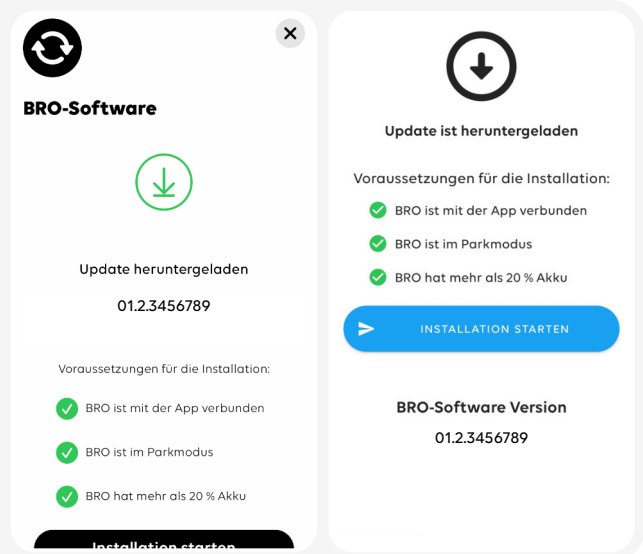 BRO-Software
Update heruntergeladen
01.2.3456789
Voraussetzungen für die Installation:
BRO ist mit der App verbunden
BRO ist im Parkmodus
BRO hat mehr als 20 % Akku
Installation starten
Update ist heruntergeladen
Voraussetzungen für die Installation:
BRO ist mit der App verbunden
BRO ist im Parkmodus
BRO hat mehr als 20 % Akku
INSTALLATION STARTEN
BRO-Software Version
01.2.3456789